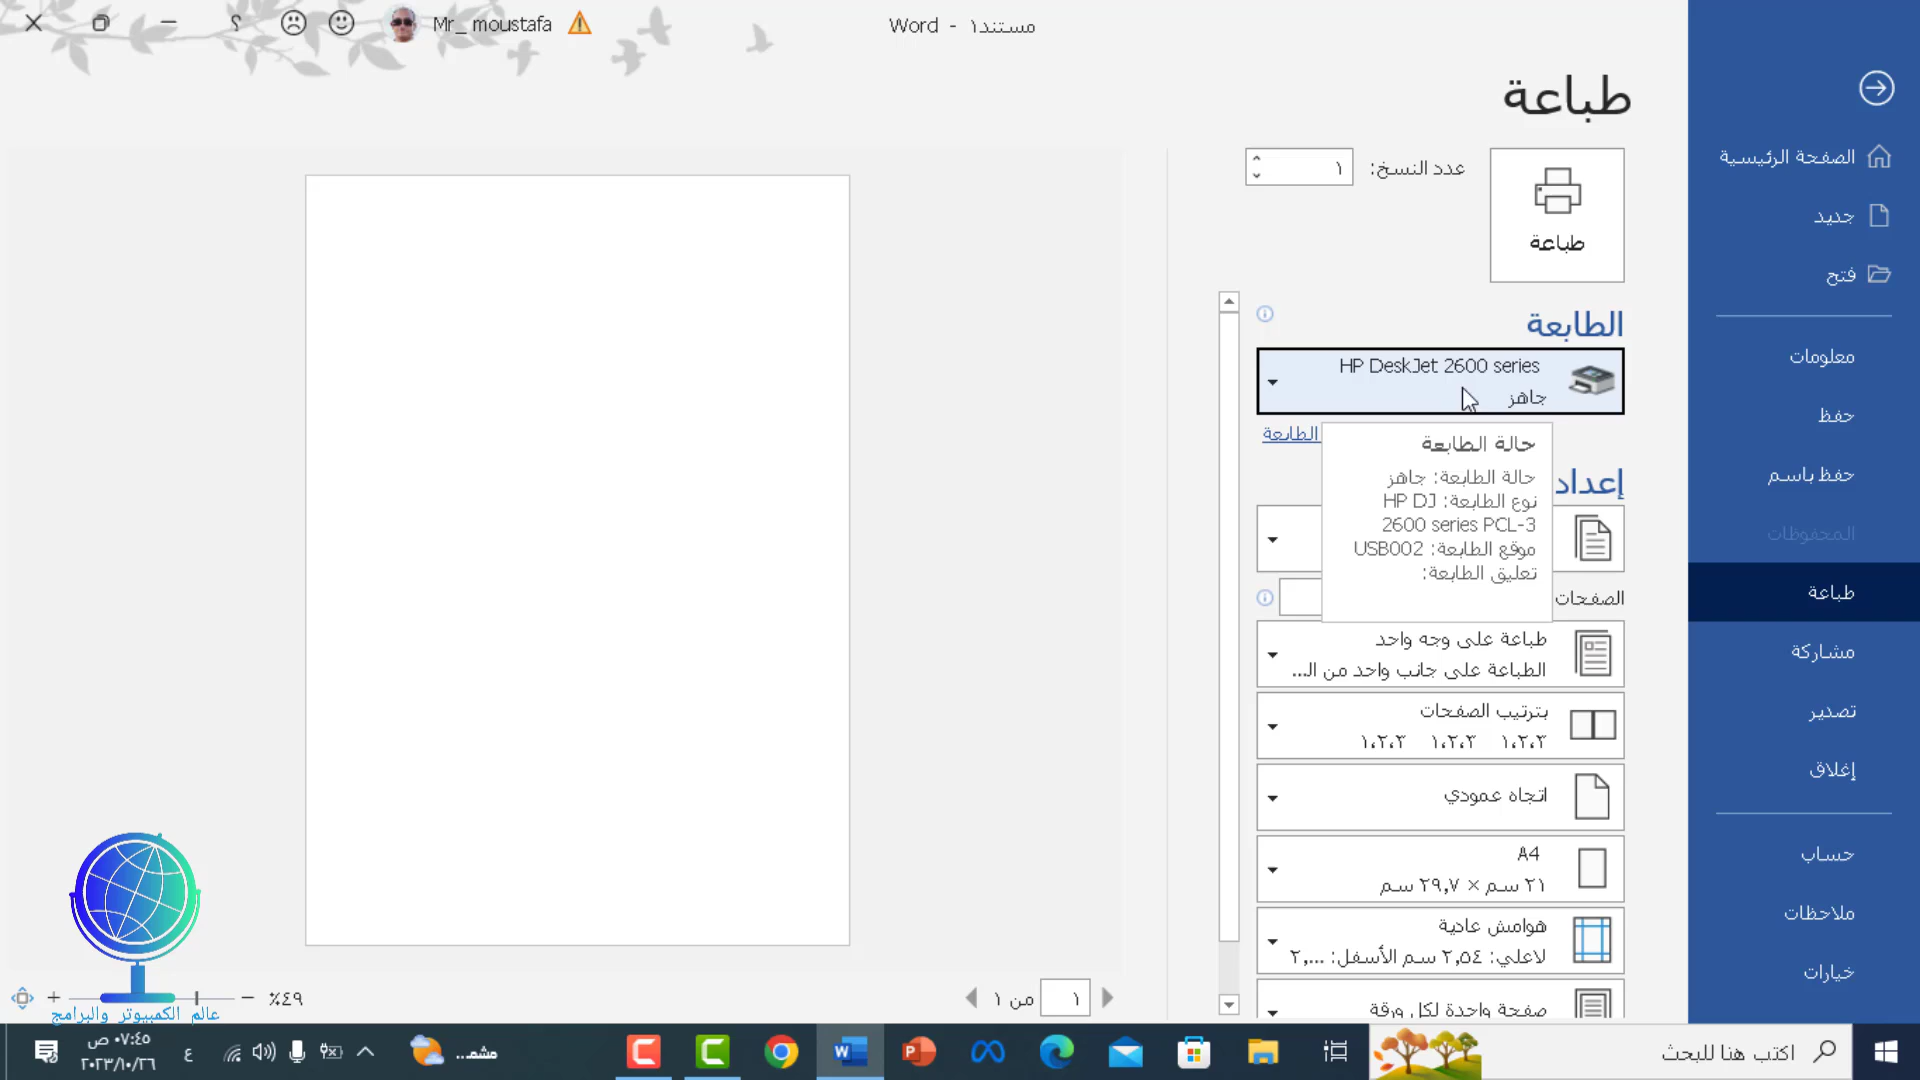 مستند١ - Word
Mr_ moustafa
طباعة
الصفحة الرئيسية
جديد
فتح
معلومات
حفظ
حفظ باسم
المحفوظات
طباعة
مشاركة
تصدير
إغلاق
حساب
ملاحظات
خيارات
طباعة
عدد النسخ: ١
الطابعة
HP DeskJet 2600 series
جاهز
الطابعة
حالة الطابعة
حالة الطابعة: جاهز
نوع الطابعة: HP DJ
2600 series PCL-3
موقع الطابعة: USB002
تعليق الطابعة:
إعداد
الصفحات
طباعة على وجه واحد
الطباعة على جانب واحد من الـ...
بترتيب الصفحات
١،٢،٣ ١،٢،٣ ١،٢،٣
اتجاه عمودي
A4
٢١ سم × ٢٩,٧ سم
هوامش عادية
لاعلي: ٢,٥٤ سم الأسفل: ٢,...
صفحة واحدة لكل ورقة
١ من ١
٪٤٩
عالم الكمبيوتر والبرامج
اكتب هنا للبحث
مشمـ...
ع
٠٧:٤٥ ص
٢٠٢٣/١٠/٢٦